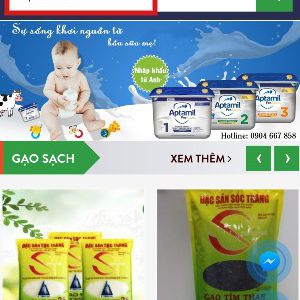 Sự sống khơi nguồn từ
bầu sữa mẹ!
Nhập khẩu
từ Anh
Aptamil
1
Aptamil
2
Aptamil
3
Hotline: 0904 667 858
GẠO SẠCH
XEM THÊM
ĐẶC SẢN SÓC TRĂNG
ĐẶC SẢN SÓC TRĂNG
GẠO TÍM THAN